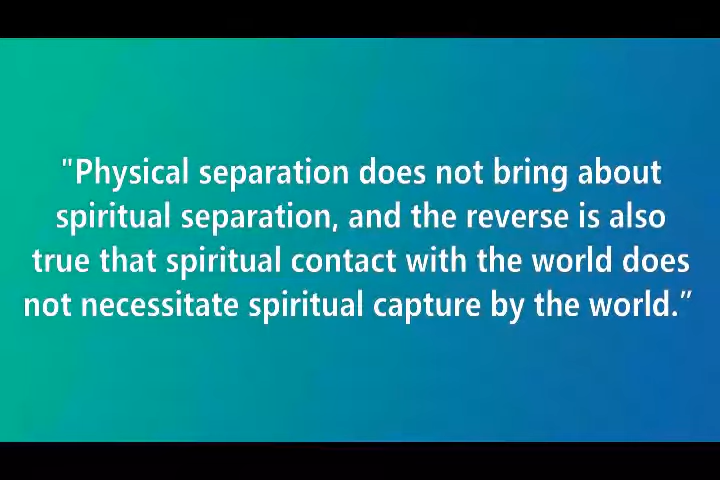 "Physical separation does not bring about
spiritual separation, and the reverse is also
true that spiritual contact with the world does
not necessitate spiritual capture by the world.”